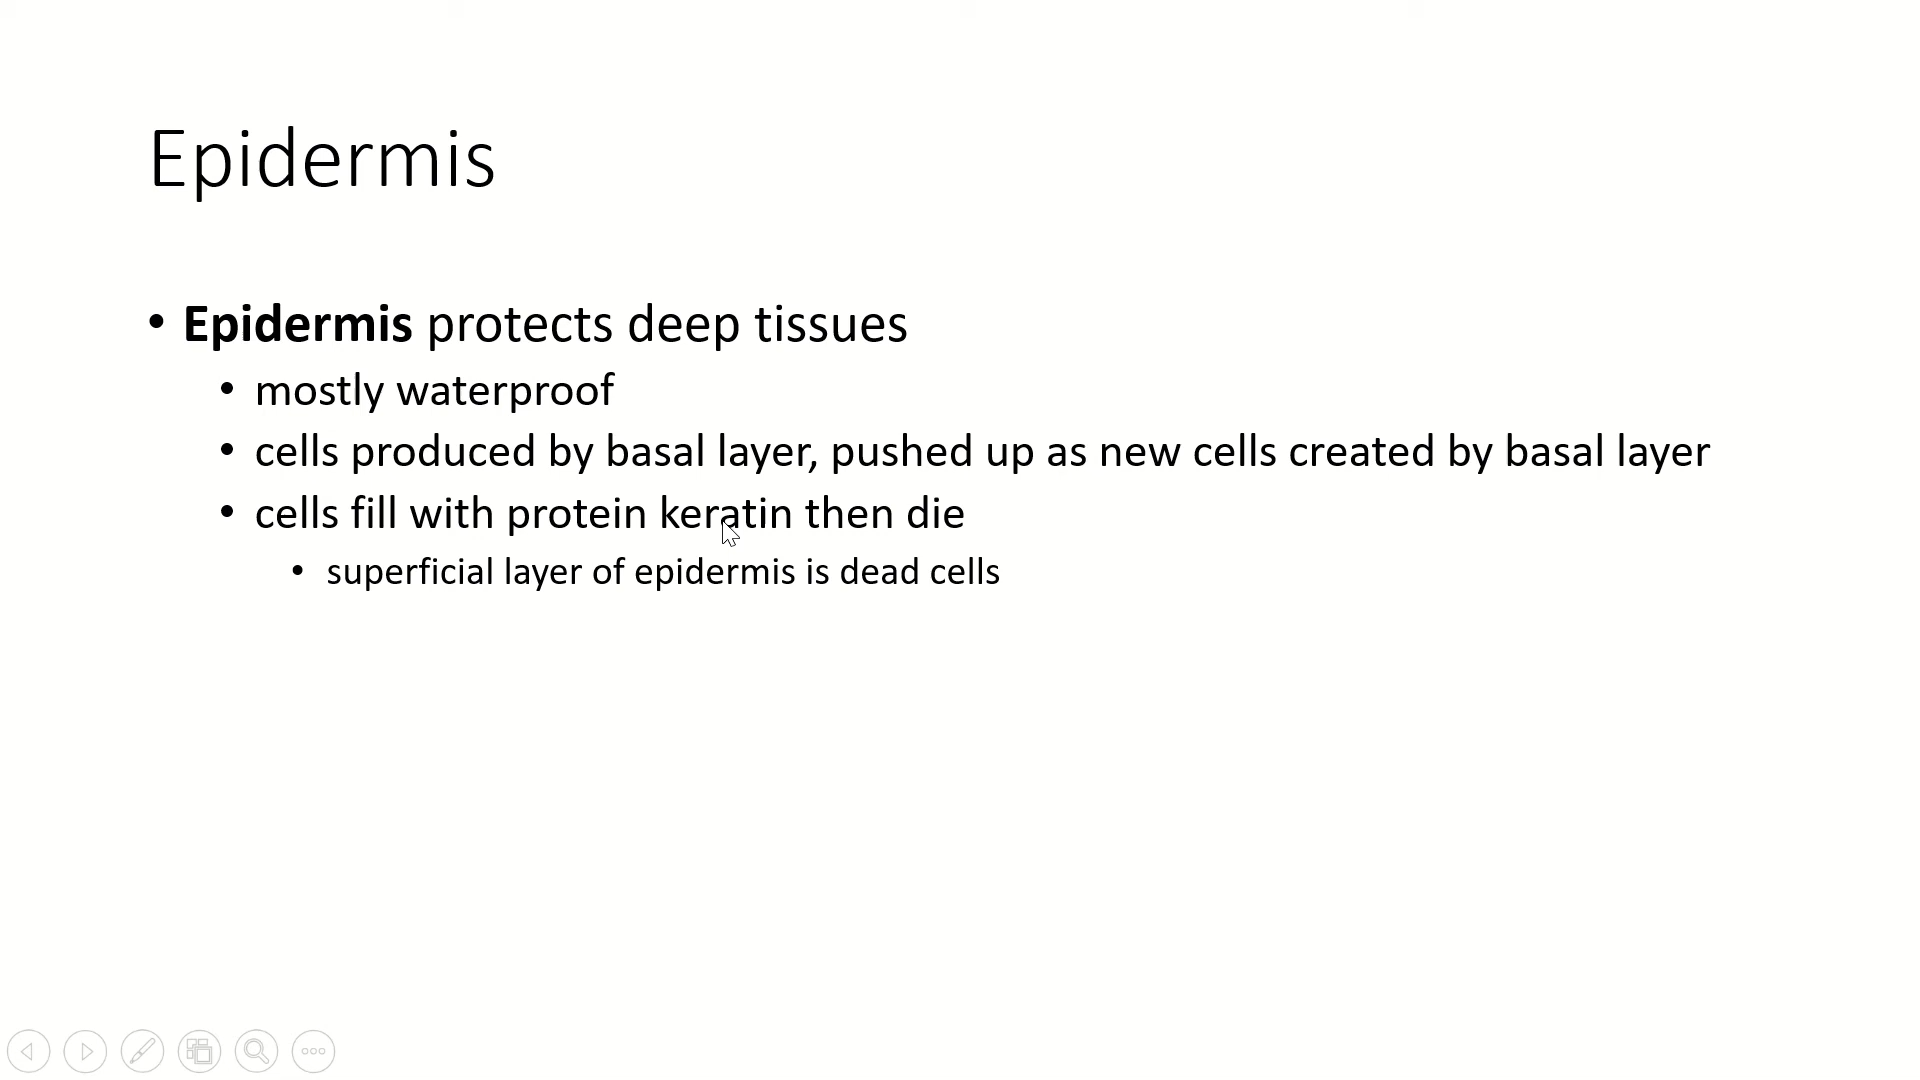 Epidermis
• Epidermis protects deep tissues
• mostly waterproof
• cells produced by basal layer, pushed up as new cells created by basal layer
• cells fill with protein keratin then die
• superficial layer of epidermis is dead cells